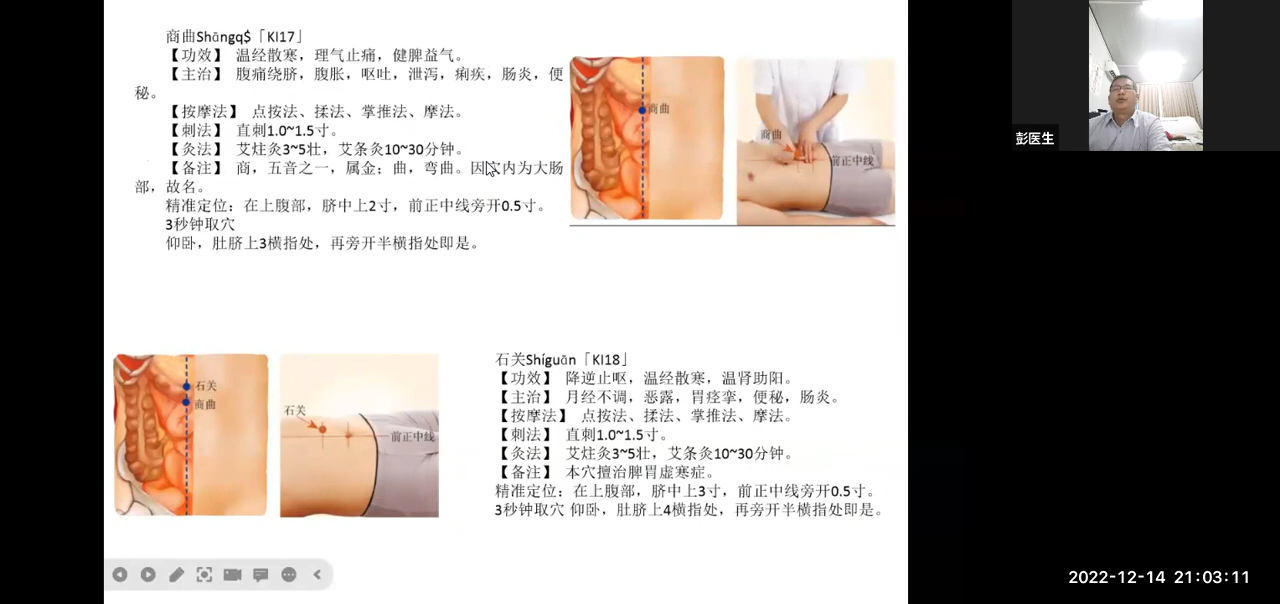 商曲Shāngq$「KI17」
【功效】 温经散寒，理气止痛，健脾益气。
【主治】 腹痛绕脐，腹胀，呕吐，泄泻，痢疾，肠炎，便
秘。
【按摩法】 点按法、揉法、掌推法、摩法。
【刺法】 直刺1.0~1.5寸。
【灸法】 艾炷灸3~5壮，艾条灸10~30分钟。
【备注】 商，五音之一，属金；曲，弯曲。因穴内为大肠
部，故名。
精准定位：在上腹部，脐中上2寸，前正中线旁开0.5寸。
3秒钟取穴
仰卧，肚脐上3横指处，再旁开半横指处即是。
商曲
商曲
前正中线
彭医生
石关
商曲
石关
前正中线
石关Shíguān「KI18」
【功效】 降逆止呕，温经散寒，温肾助阳。
【主治】 月经不调，恶露，胃痉挛，便秘，肠炎。
【按摩法】 点按法、揉法、掌推法、摩法。
【刺法】 直刺1.0~1.5寸。
【灸法】 艾炷灸3~5壮，艾条灸10~30分钟。
【备注】 本穴擅治脾胃虚寒症。
精准定位：在上腹部，脐中上3寸，前正中线旁开0.5寸。
3秒钟取穴 仰卧，肚脐上4横指处，再旁开半横指处即是。
2022-12-14 21:03:11